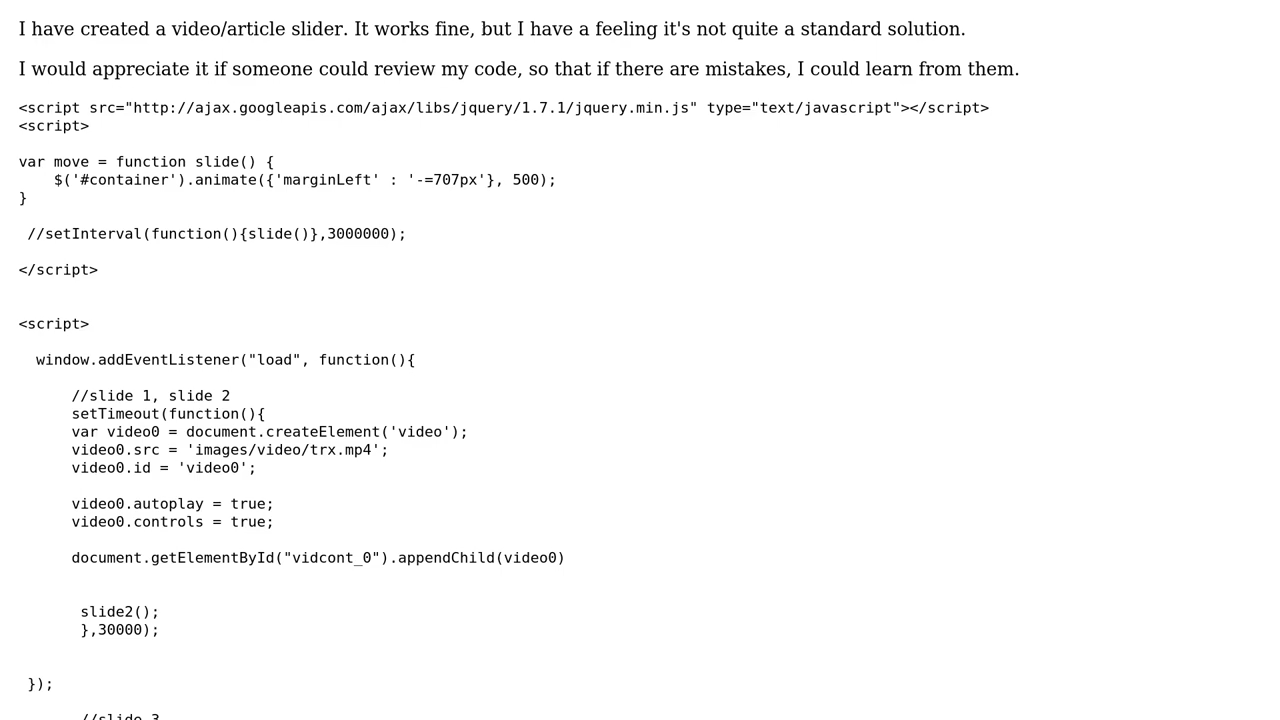 I have created a video/article slider. It works fine, but I have a feeling it's not quite a standard solution.
I would appreciate it if someone could review my code, so that if there are mistakes, I could learn from them.
<script src="http://ajax.googleapis.com/ajax/libs/jquery/1.7.1/jquery.min.js" type="text/javascript"></script>
<script>
var move = function slide() {
    $('#container').animate({'marginLeft' : '-=707px'}, 500);
}
 //setInterval(function(){slide()},3000000);
</script>
<script>
  window.addEventListener("load", function(){
      //slide 1, slide 2
      setTimeout(function(){
      var video0 = document.createElement('video');
      video0.src = 'images/video/trx.mp4';
      video0.id = 'video0';
      video0.autoplay = true;
      video0.controls = true;
      document.getElementById("vidcont_0").appendChild(video0)
       slide2();
       },30000);
 });
       //slide 3